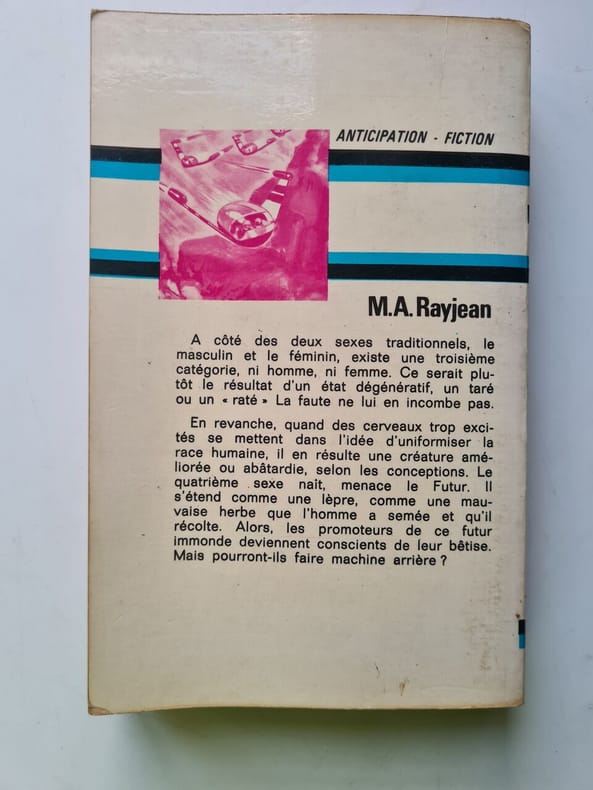 ANTICIPATION - FICTION
M.A. Rayjean
A côté des deux sexes traditionnels, le
masculin et le féminin, existe une troisième
catégorie, ni homme, ni femme. Ce serait plu-
tôt le résultat d'un état dégénératif, un taré
ou un « raté » La faute ne lui en incombe pas.
En revanche, quand des cerveaux trop exci-
tés se mettent dans l'idée d'uniformiser la
race humaine, il en résulte une créature amé-
liorée ou abâtardie, selon les conceptions. Le
quatrième sexe nait, menace le Futur. Il
s'étend comme une lèpre, comme une mau-
vaise herbe que l'homme a semée et qu'il
récolte. Alors, les promoteurs de ce futur
immonde deviennent conscients de leur bêtise.
Mais pourront-ils faire machine arrière ?